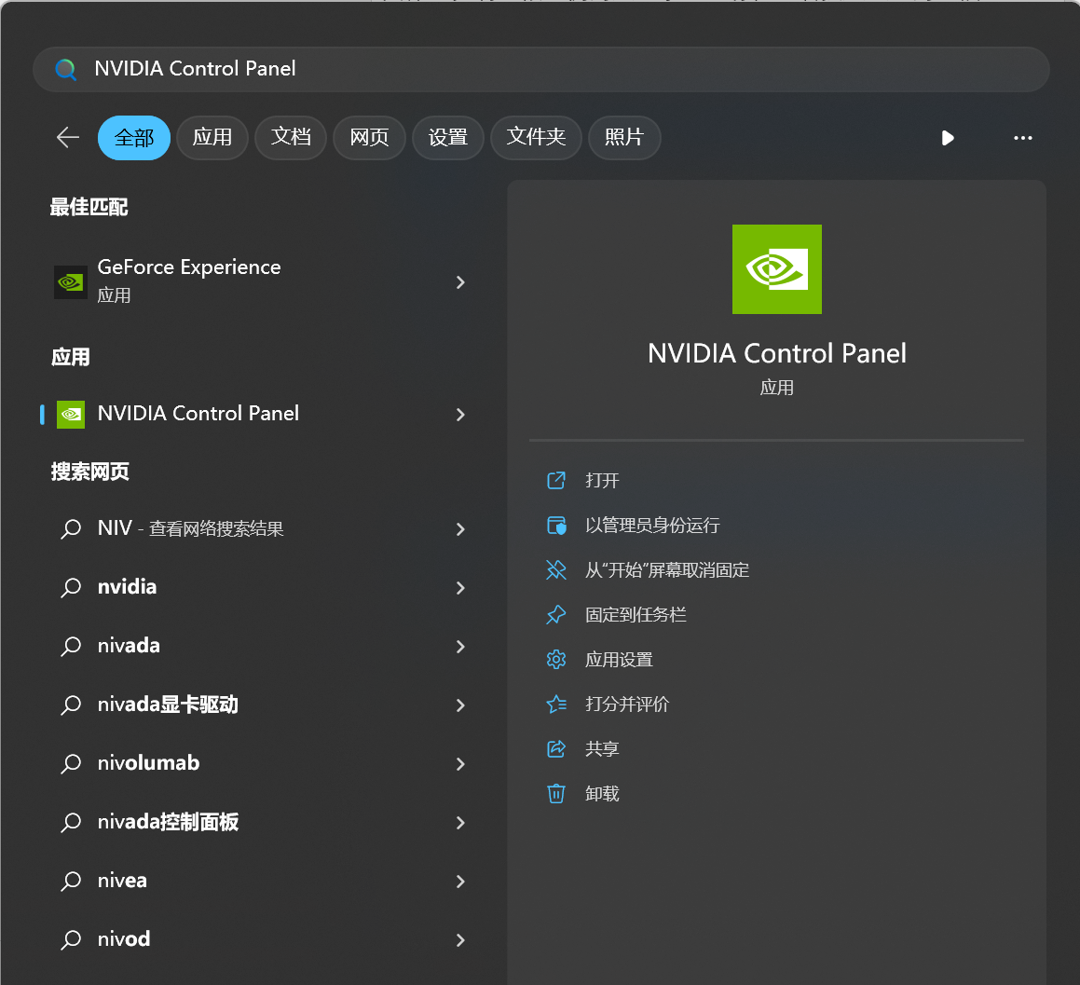 NVIDIA Control Panel
全部 应用 文档 网页 设置 文件夹 照片
最佳匹配
GeForce Experience
应用
应用
NVIDIA Control Panel
搜索网页
NIV - 查看网络搜索结果
nvidia
nivada
nivada显卡驱动
nivolumab
nivada控制面板
nivea
nivod
NVIDIA Control Panel
应用
打开
以管理员身份运行
从“开始”屏幕取消固定
固定到任务栏
应用设置
打分并评价
共享
卸载